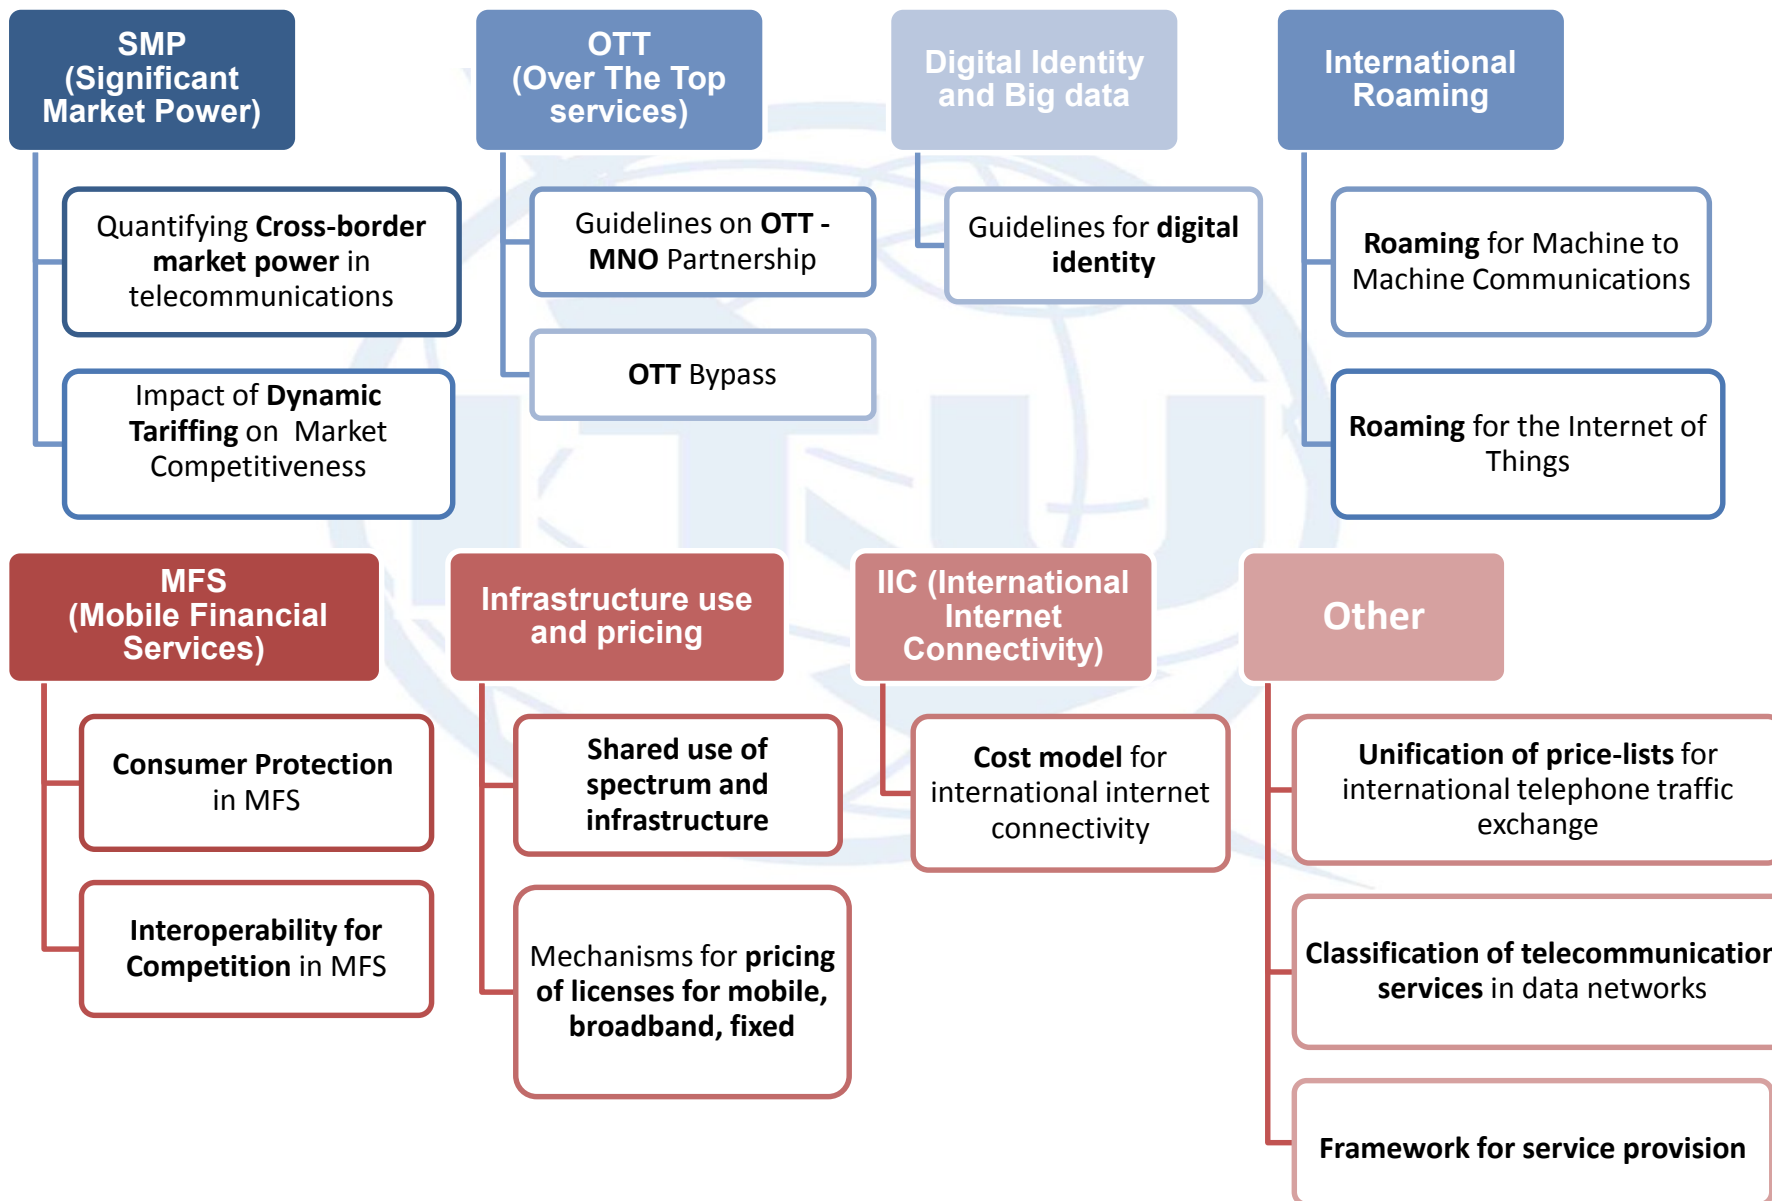 SMP
(Significant
Market Power)
Quantifying Cross-border
market power in
telecommunications
Impact of Dynamic
Tariffing on Market
Competitiveness
OTT
(Over The Top
services)
Guidelines on OTT -
MNO Partnership
OTT Bypass
Digital Identity
and Big data
Guidelines for digital
identity
International
Roaming
Roaming for Machine to
Machine Communications
Roaming for the Internet of
Things
MFS
(Mobile Financial
Services)
Consumer Protection
in MFS
Interoperability for
Competition in MFS
Infrastructure use
and pricing
Shared use of
spectrum and
infrastructure
Mechanisms for pricing
of licenses for mobile,
broadband, fixed
IIC (International
Internet
Connectivity)
Cost model for
international internet
connectivity
Other
Unification of price-lists for
international telephone traffic
exchange
Classification of telecommunication
services in data networks
Framework for service provision
ITU